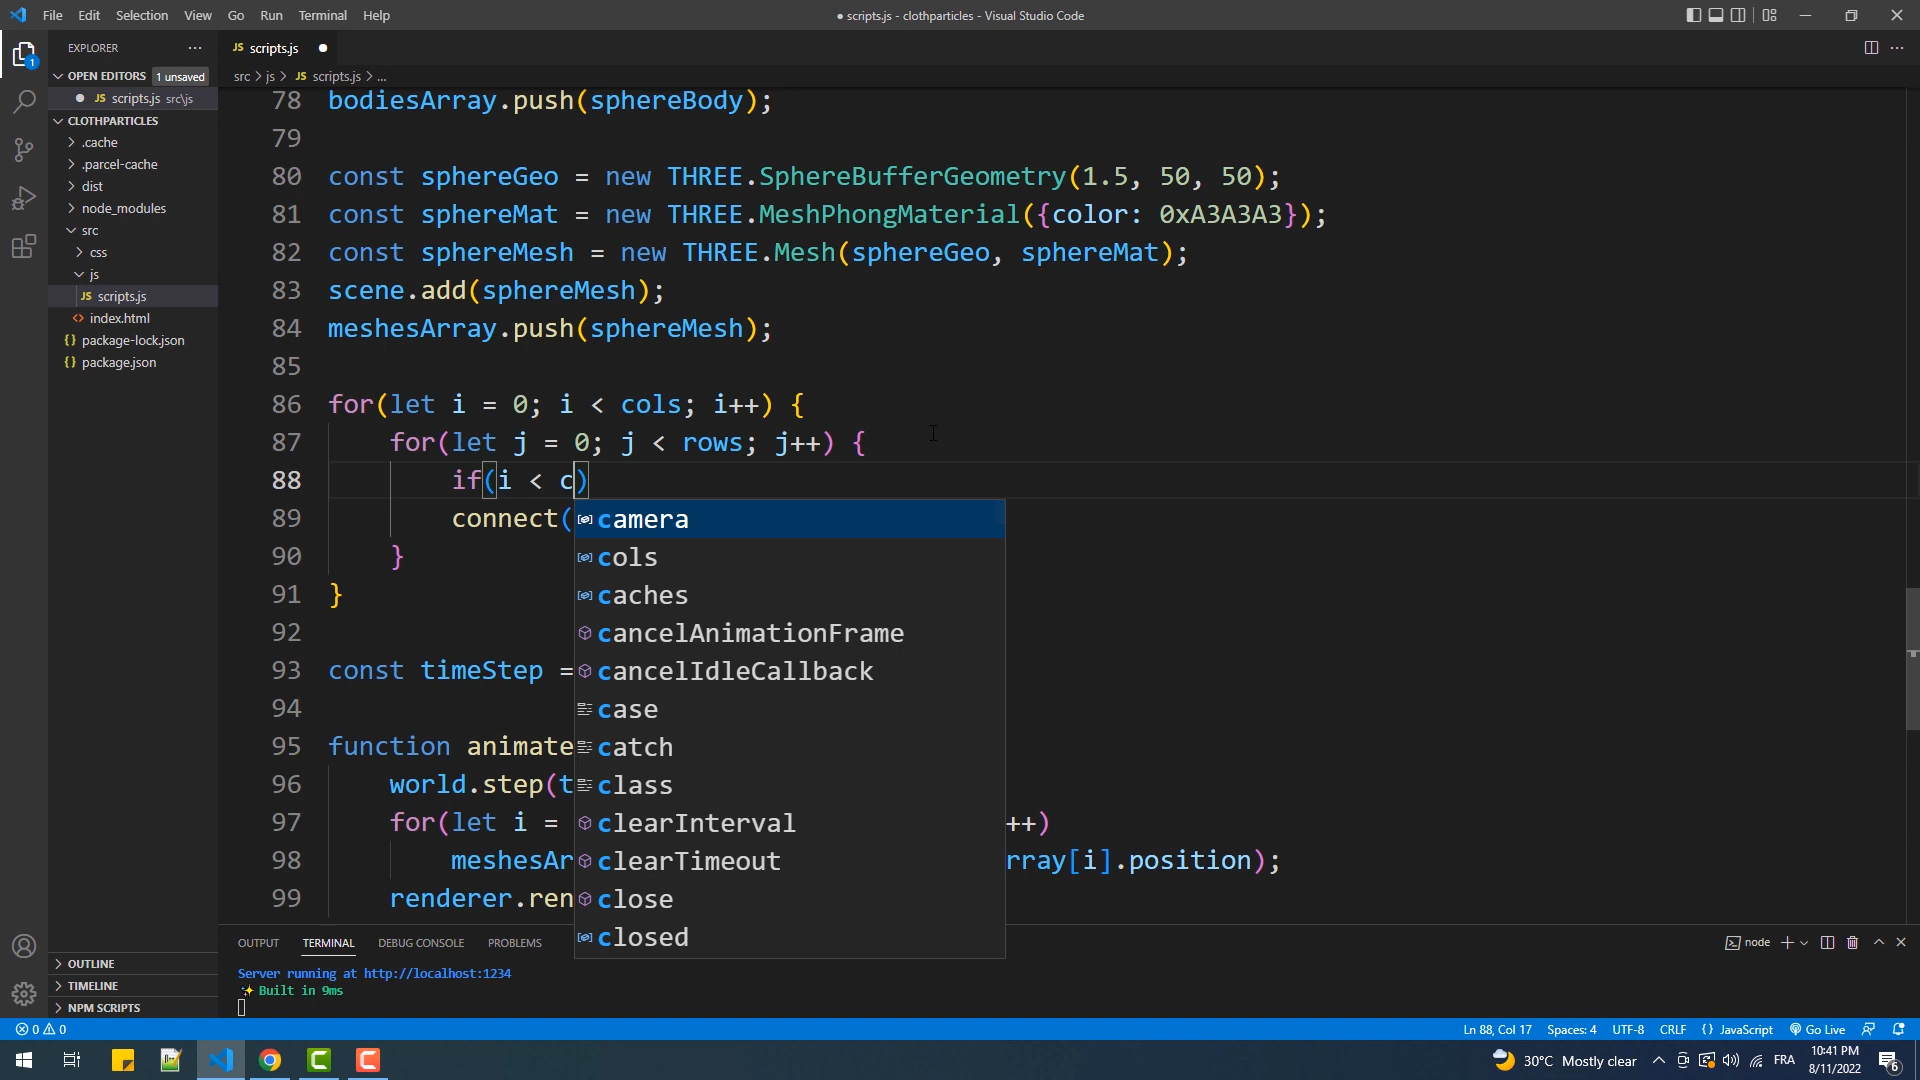 File Edit Selection View Go Run Terminal Help
● scripts.js - clothparticles - Visual Studio Code
EXPLORER
JS scripts.js ●
OPEN EDITORS 1 unsaved
src > js > JS scripts.js > ...
● JS scripts.js src\js
CLOTHPARTICLES
.cache
.parcel-cache
dist
node_modules
src
css
js
JS scripts.js
<> index.html
{} package-lock.json
{} package.json
OUTLINE
TIMELINE
NPM SCRIPTS
78 bodiesArray.push(sphereBody);
79
80 const sphereGeo = new THREE.SphereBufferGeometry(1.5, 50, 50);
81 const sphereMat = new THREE.MeshPhongMaterial({color: 0xA3A3A3});
82 const sphereMesh = new THREE.Mesh(sphereGeo, sphereMat);
83 scene.add(sphereMesh);
84 meshesArray.push(sphereMesh);
85
86 for(let i = 0; i < cols; i++) {
87 for(let j = 0; j < rows; j++) {
88 if(i < c)
89 connect(
90 }
91 }
92
93 const timeStep =
94
95 function animate
96 world.step(t
97 for(let i = ++)
98 meshesAr rray[i].position);
99 renderer.ren
camera
cols
caches
cancelAnimationFrame
cancelIdleCallback
case
catch
class
clearInterval
clearTimeout
close
closed
OUTPUT TERMINAL DEBUG CONSOLE PROBLEMS
node
Server running at http://localhost:1234
✨ Built in 9ms
0 0
Ln 88, Col 17 Spaces: 4 UTF-8 CRLF {} JavaScript Go Live
30°C Mostly clear
FRA
10:41 PM
8/11/2022
6
1